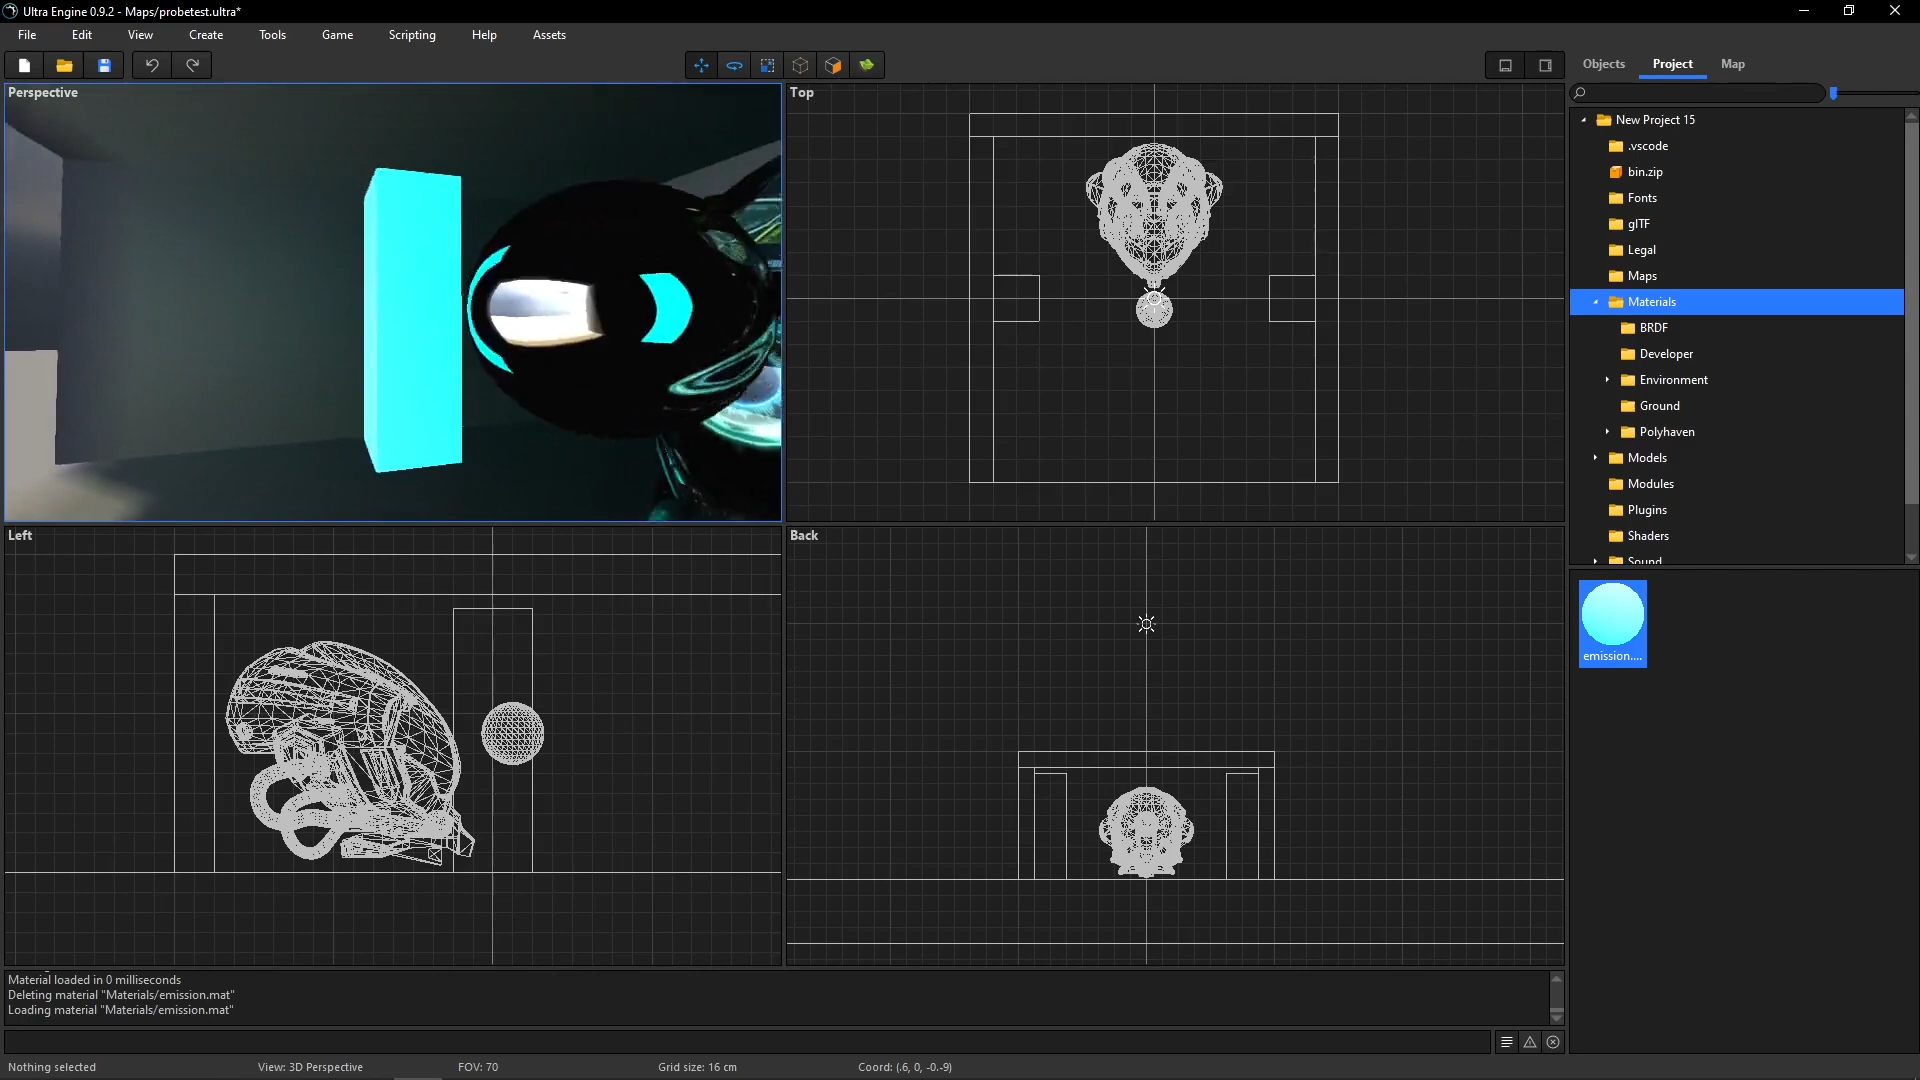 Ultra Engine 0.9.2 - Maps/probetest.ultra*
File Edit View Create Tools Game Scripting Help Assets
Objects Project Map
Perspective
Top
Left
Back
New Project 15
.vscode
bin.zip
Fonts
glTF
Legal
Maps
Materials
BRDF
Developer
Environment
Ground
Polyhaven
Models
Modules
Plugins
Shaders
Sound
emission....
Material loaded in 0 milliseconds
Deleting material "Materials/emission.mat"
Loading material "Materials/emission.mat"
Nothing selected View: 3D Perspective FOV: 70 Grid size: 16 cm Coord: (.6, 0, -0.-9)